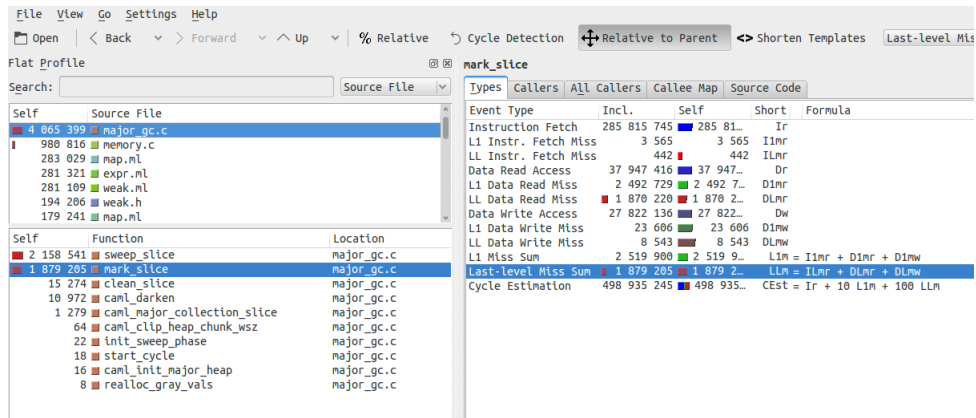 File View Go Settings Help
Open < Back > Forward Up % Relative Cycle Detection Relative to Parent <> Shorten Templates Last-level Mis
Flat Profile
Search: Source File
Self Source File
4 065 399 major_gc.c
980 816 memory.c
283 029 map.ml
281 321 expr.ml
281 109 weak.ml
194 206 weak.h
179 241 map.ml
Self Function Location
2 158 541 sweep_slice major_gc.c
1 879 205 mark_slice major_gc.c
15 274 clean_slice major_gc.c
10 972 caml_darken major_gc.c
1 279 caml_major_collection_slice major_gc.c
64 caml_clip_heap_chunk_wsz major_gc.c
22 init_sweep_phase major_gc.c
18 start_cycle major_gc.c
16 caml_init_major_heap major_gc.c
8 realloc_gray_vals major_gc.c
mark_slice
Types Callers All Callers Callee Map Source Code
Event Type Incl. Self Short Formula
Instruction Fetch 285 815 745 285 81… Ir
L1 Instr. Fetch Miss 3 565 3 565 I1mr
LL Instr. Fetch Miss 442 442 ILmr
Data Read Access 37 947 416 37 947… Dr
L1 Data Read Miss 2 492 729 2 492 7… D1mr
LL Data Read Miss 1 870 220 1 870 2… DLmr
Data Write Access 27 822 136 27 822… Dw
L1 Data Write Miss 23 606 23 606 D1mw
LL Data Write Miss 8 543 8 543 DLmw
L1 Miss Sum 2 519 900 2 519 9… L1m = I1mr + D1mr + D1mw
Last-level Miss Sum 1 879 205 1 879 2… LLm = ILmr + DLmr + DLmw
Cycle Estimation 498 935 245 498 935… CEst = Ir + 10 L1m + 100 LLm